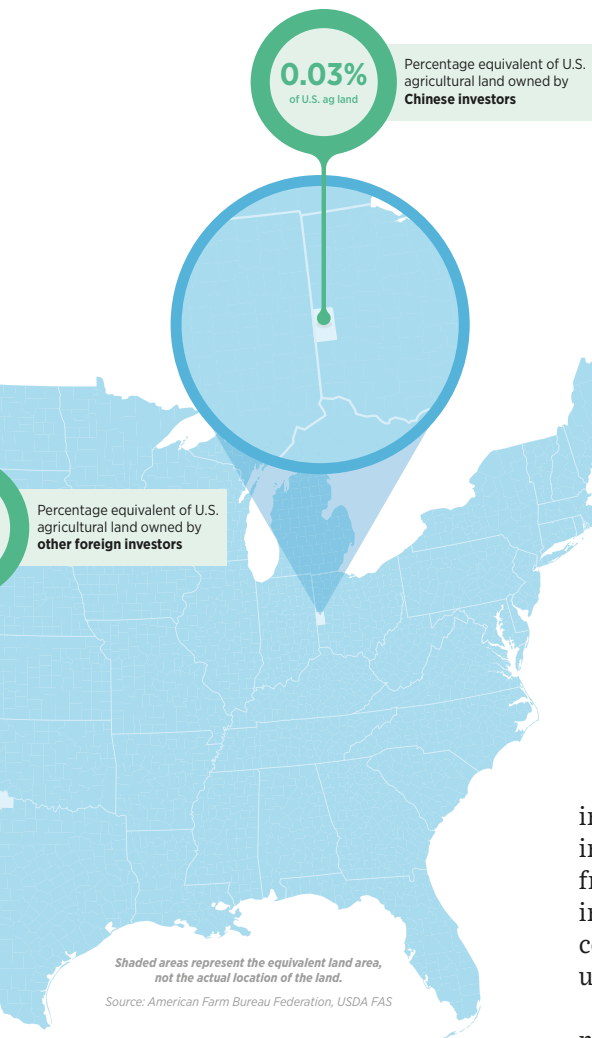 0.03%
of U.S. ag land
Percentage equivalent of U.S.
agricultural land owned by
Chinese investors
Percentage equivalent of U.S.
agricultural land owned by
other foreign investors
Shaded areas represent the equivalent land area,
not the actual location of the land.
Source: American Farm Bureau Federation, USDA FAS